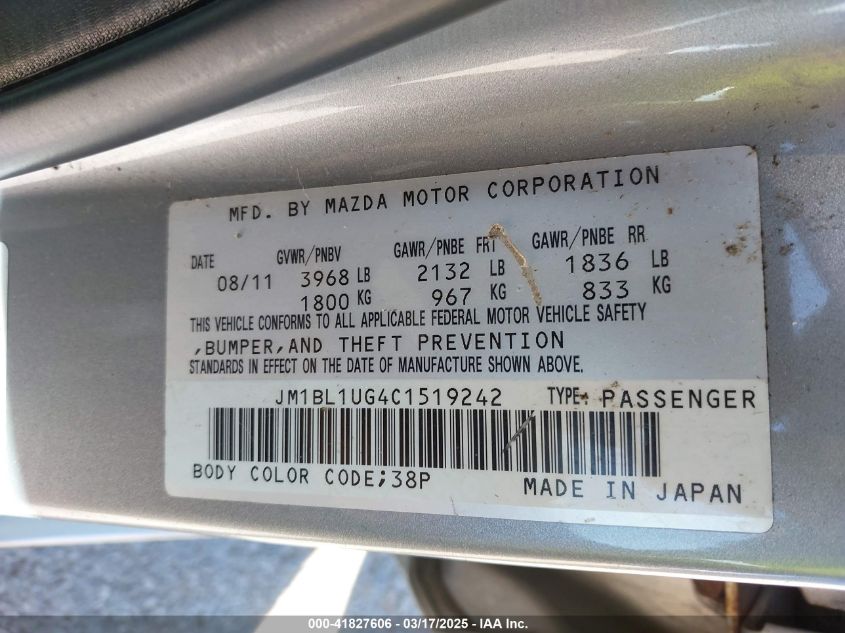 MFD. BY MAZDA MOTOR CORPORATION
DATE GVWR/PNBV GAWR/PNBE FRT GAWR/PNBE RR
08/11 3968 LB 2132 LB 1836 LB
1800 KG 967 KG 833 KG
THIS VEHICLE CONFORMS TO ALL APPLICABLE FEDERAL MOTOR VEHICLE SAFETY
,BUMPER,AND THEFT PREVENTION
STANDARDS IN EFFECT ON THE DATE OF MANUFACTURE SHOWN ABOVE.
JM1BL1UG4C1519242 TYPE: PASSENGER
BODY COLOR CODE;38P MADE IN JAPAN
000-41827606 - 03/17/2025 - IAA Inc.